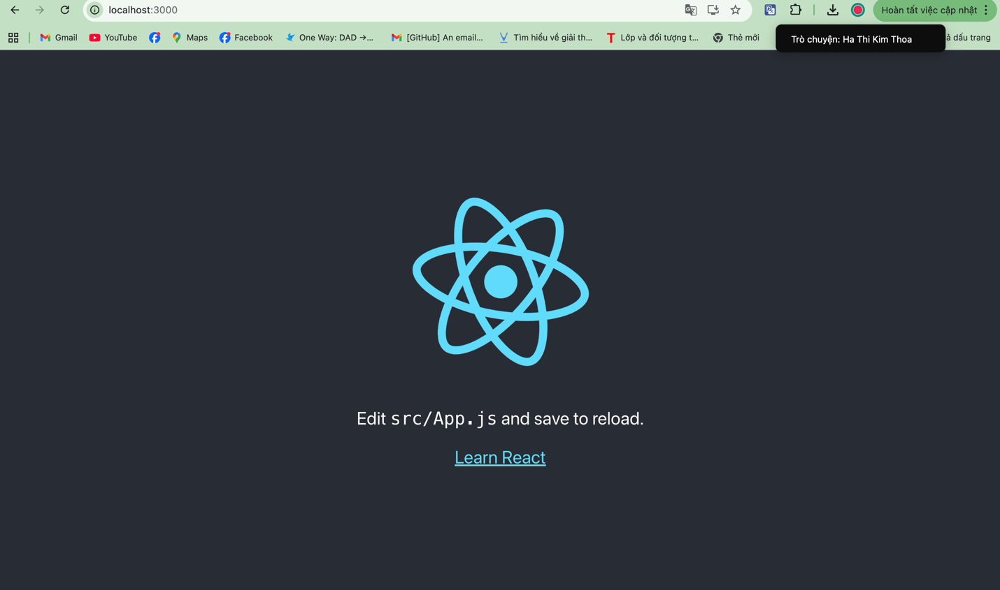 localhost:3000
Hoàn tất việc cập nhật
Gmail
YouTube
Maps
Facebook
One Way: DAD →...
[GitHub] An email...
Tìm hiểu về giải th...
Lớp và đối tượng t...
Thẻ mới
Trò chuyện: Ha Thi Kim Thoa
dấu trang
Edit src/App.js and save to reload.
Learn React